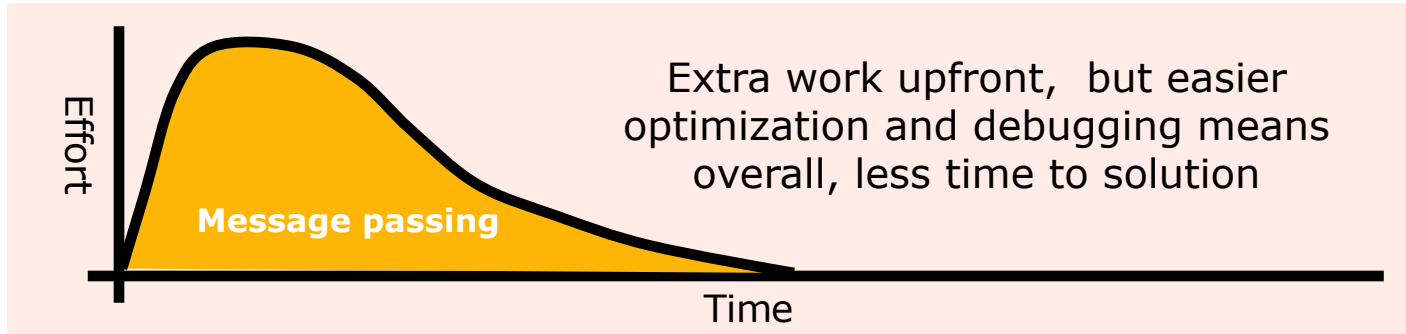 Effort
Extra work upfront,  but easier
optimization and debugging means
overall, less time to solution
Message passing
Time